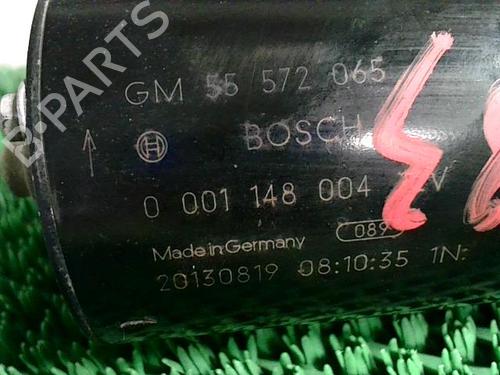 B-PARTS
GM 55 572 065
BOSCH
0 001 148 004 V
089
Made in Germany
20130819 08:10:35 1N: